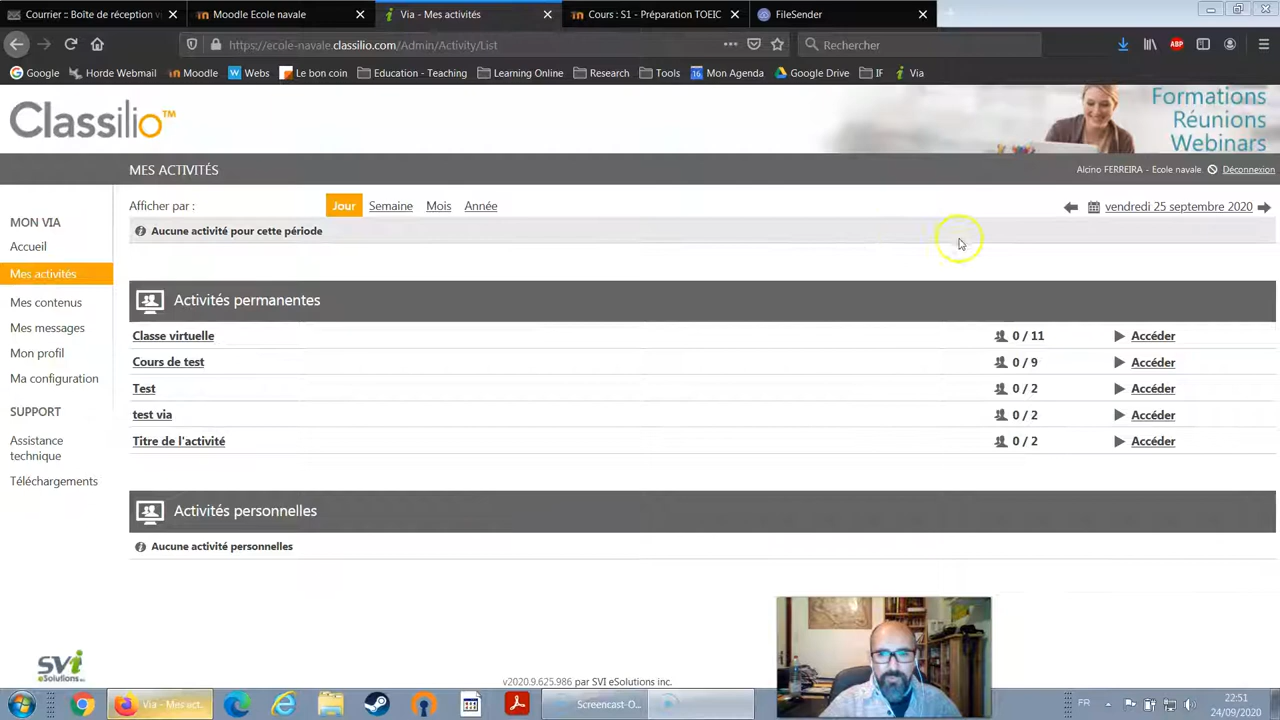 Courrier :: Boîte de réception
Moodle Ecole navale
Via - Mes activités
Cours : S1 - Préparation TOEIC
FileSender
https://ecole-navale.classilio.com/Admin/Activity/List
Rechercher
ABP
Google
Horde Webmail
Moodle
Webs
Le bon coin
Education - Teaching
Learning Online
Research
Tools
16 Mon Agenda
Google Drive
IF
Via
Classilio™
Formations
Réunions
Webinars
MES ACTIVITÉS
Alcino FERREIRA - Ecole navale Déconnexion
MON VIA
Accueil
Mes activités
Mes contenus
Mes messages
Mon profil
Ma configuration
SUPPORT
Assistance
technique
Téléchargements
Afficher par : Jour Semaine Mois Année
vendredi 25 septembre 2020
Aucune activité pour cette période
Activités permanentes
Classe virtuelle 0 / 11 Accéder
Cours de test 0 / 9 Accéder
Test 0 / 2 Accéder
test via 0 / 2 Accéder
Titre de l'activité 0 / 2 Accéder
Activités personnelles
Aucune activité personnelles
svi
eSolutions inc.
v2020.9.625.986 par SVI eSolutions inc.
Via - Mes act...
Screencast-O...
FR
22:51
24/09/2020